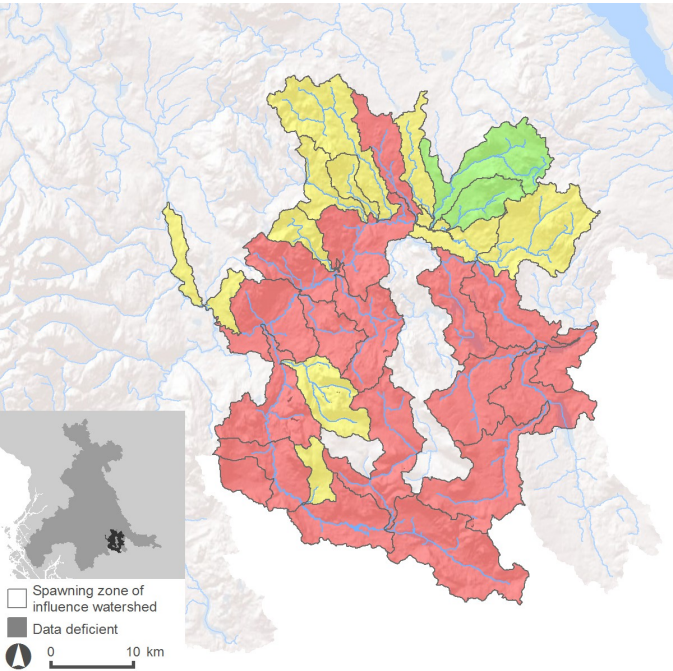 Spawning zone of
influence watershed
Data deficient
0 10 km